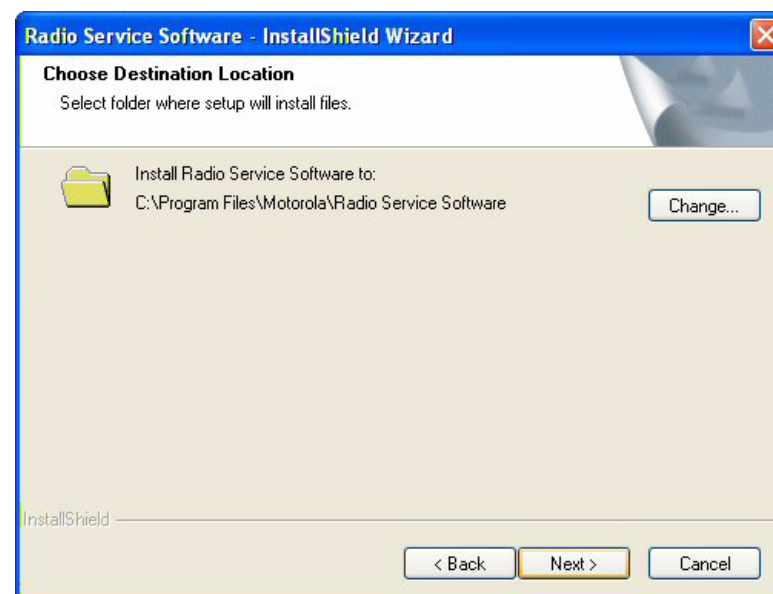 Radio Service Software - InstallShield Wizard
Choose Destination Location
Select folder where setup will install files.
Install Radio Service Software to:
C:\Program Files\Motorola\Radio Service Software
Change...
InstallShield
< Back Next > Cancel